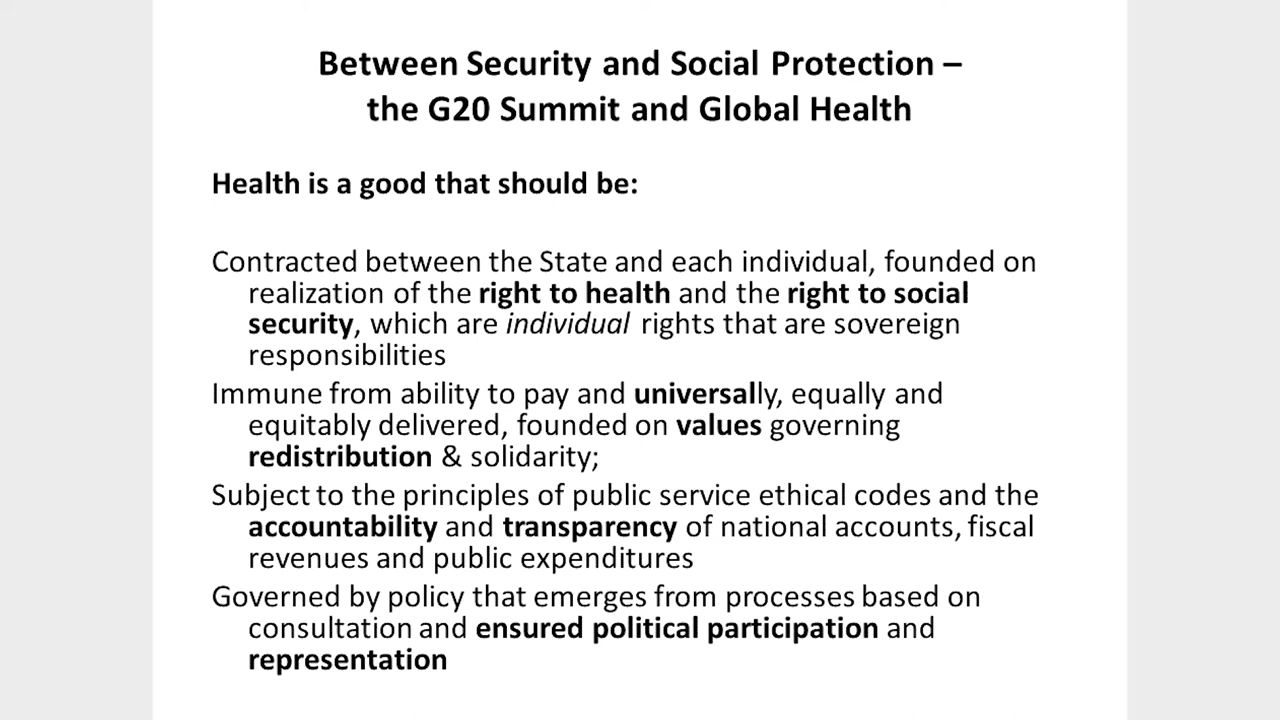 Between Security and Social Protection –
the G20 Summit and Global Health
Health is a good that should be:
Contracted between the State and each individual, founded on
realization of the right to health and the right to social
security, which are individual rights that are sovereign
responsibilities
Immune from ability to pay and universally, equally and
equitably delivered, founded on values governing
redistribution & solidarity;
Subject to the principles of public service ethical codes and the
accountability and transparency of national accounts, fiscal
revenues and public expenditures
Governed by policy that emerges from processes based on
consultation and ensured political participation and
representation